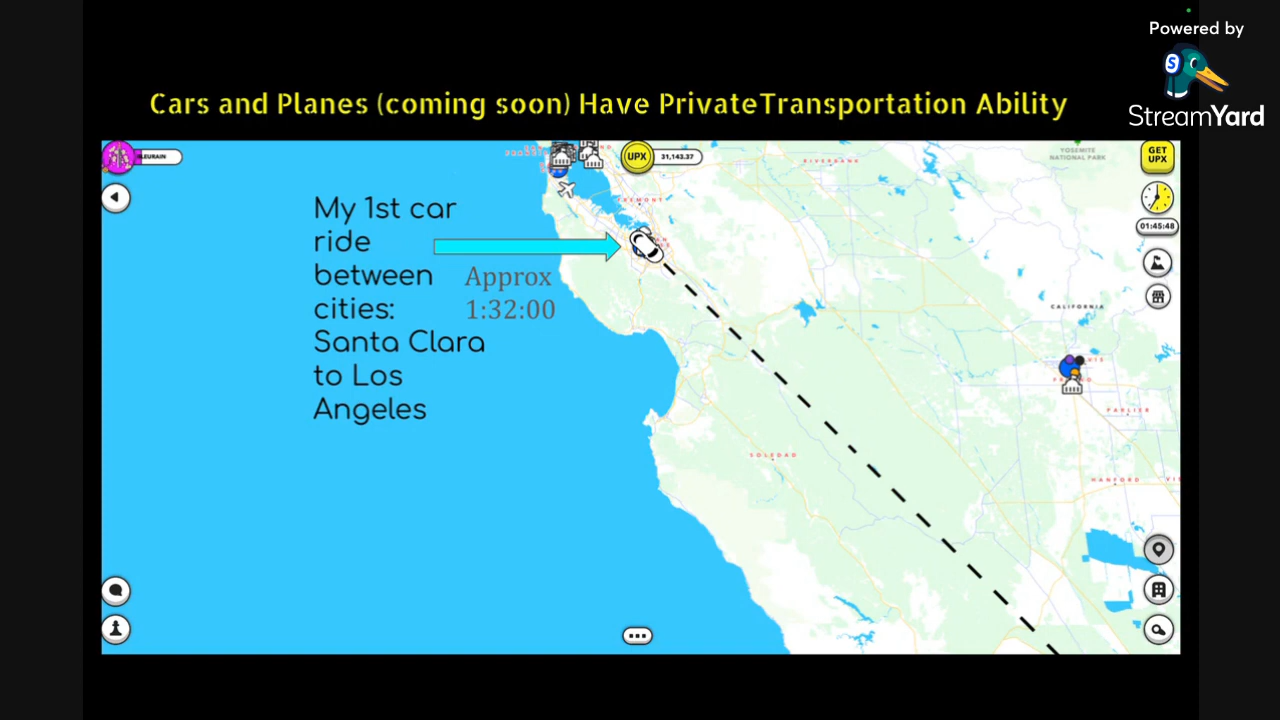 Powered by
StreamYard
Cars and Planes (coming soon) Have PrivateTransportation Ability
UPX
31,143.37
YOSEMITE
NATIONAL PARK
GET
UPX
RIVERBANK
FREMONT
My 1st car
ride
between
cities:
Santa Clara
to Los
Angeles
Approx
1:32:00
01:45:48
CALIFORNIA
PARLIER
SOLEDAD
HANFORD